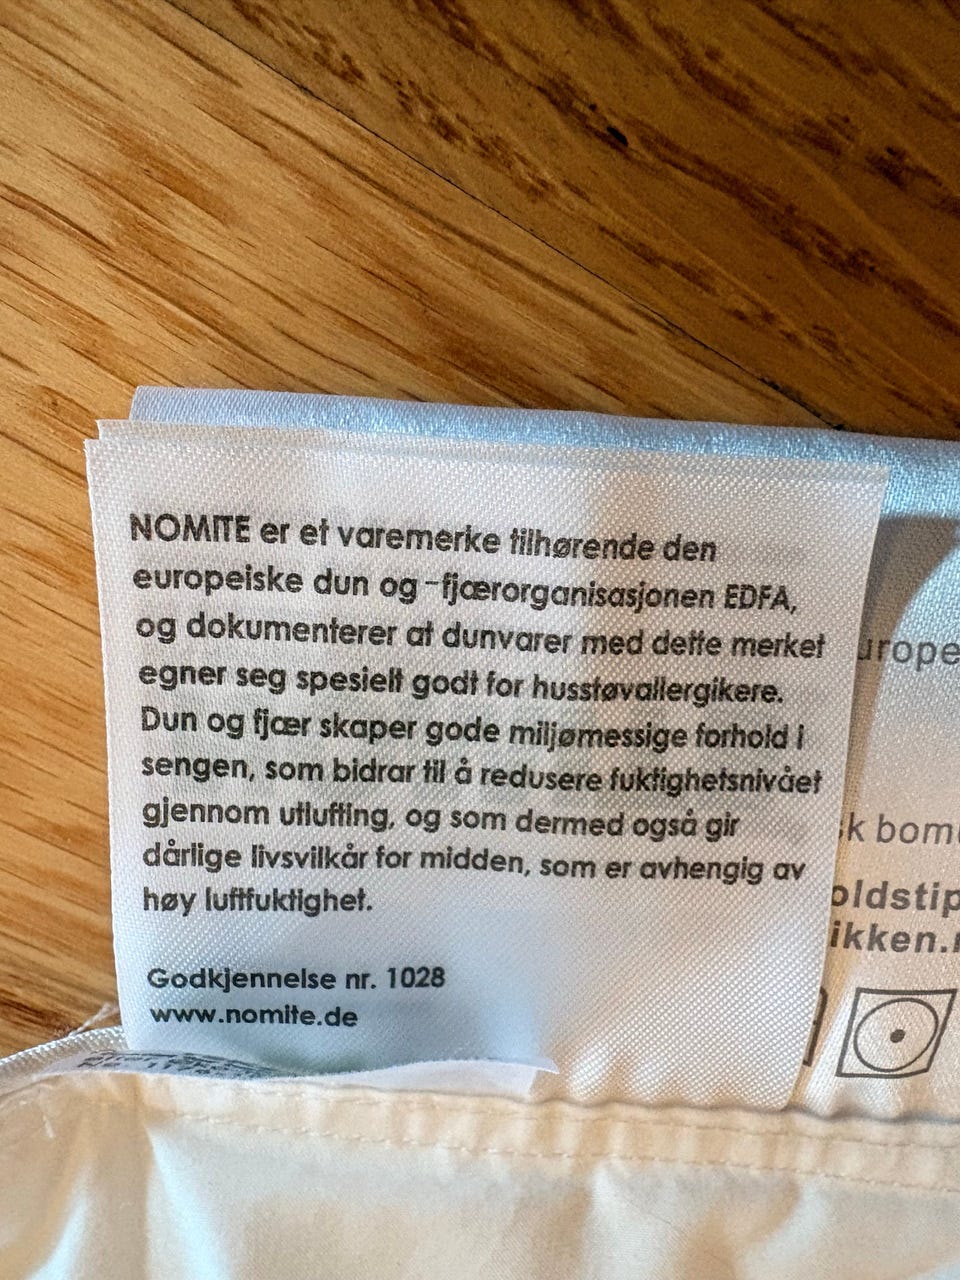 NOMITE er et varemerke tilhørende den
europeiske dun og -fjærorganisasjonen EDFA,
og dokumenterer at dunvarer med dette merket
egner seg spesielt godt for husstøvallergikere.
Dun og fjær skaper gode miljømessige forhold i
sengen, som bidrar til å redusere fuktighetsnivået
gjennom utlufting, og som dermed også gir
dårlige livsvilkår for midden, som er avhengig av
høy luftfuktighet.
Godkjennelse nr. 1028
www.nomite.de
urope
k bom
oldstip
ikken.n